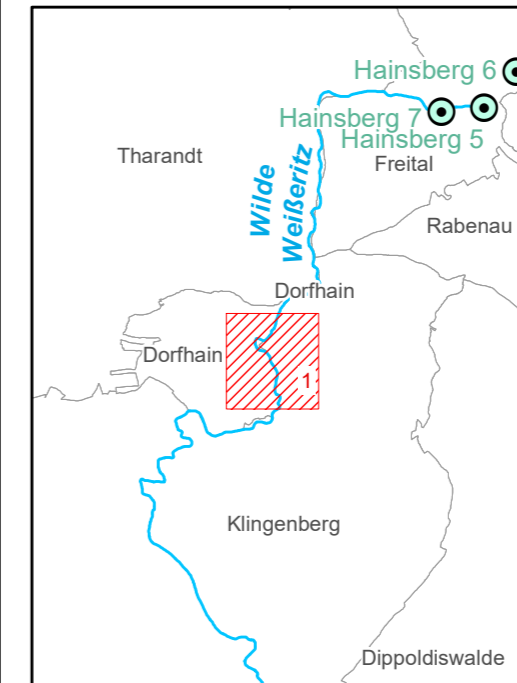 Hainsberg 6
Hainsberg 7
Hainsberg 5
Tharandt
Freital
Wilde
Weißeritz
Rabenau
Dorfhain
Dorfhain
1
Klingenberg
Dippoldiswalde